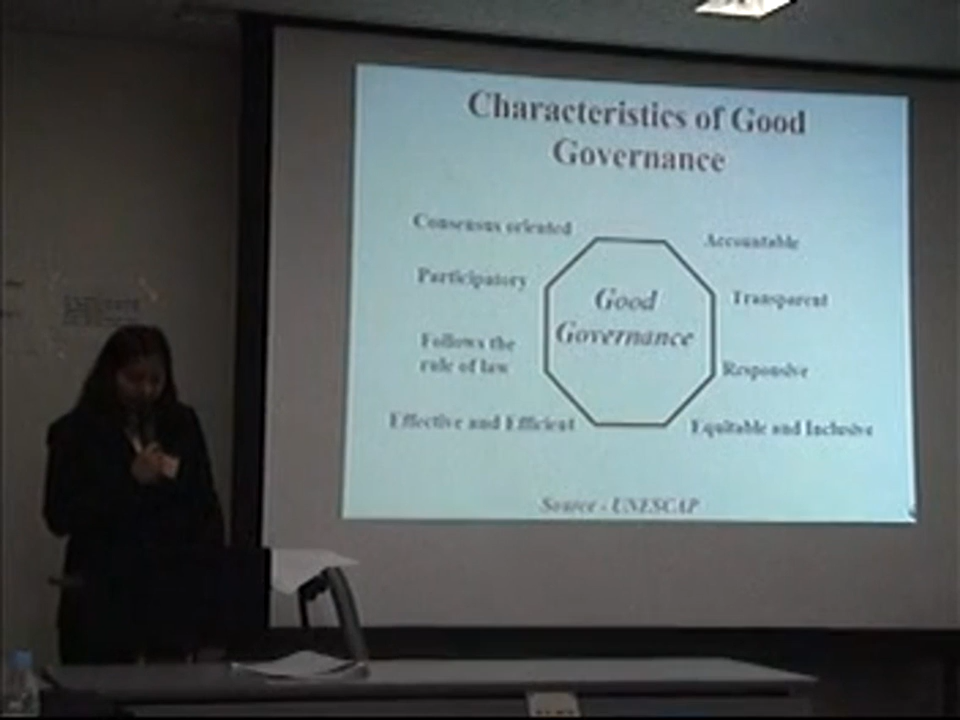 Characteristics of Good
Governance
Consensus oriented
Accountable
Participatory
Good
Governance
Transparent
Follows the
rule of law
Responsive
Effective and Efficient
Equitable and Inclusive
Source - UNESCAP